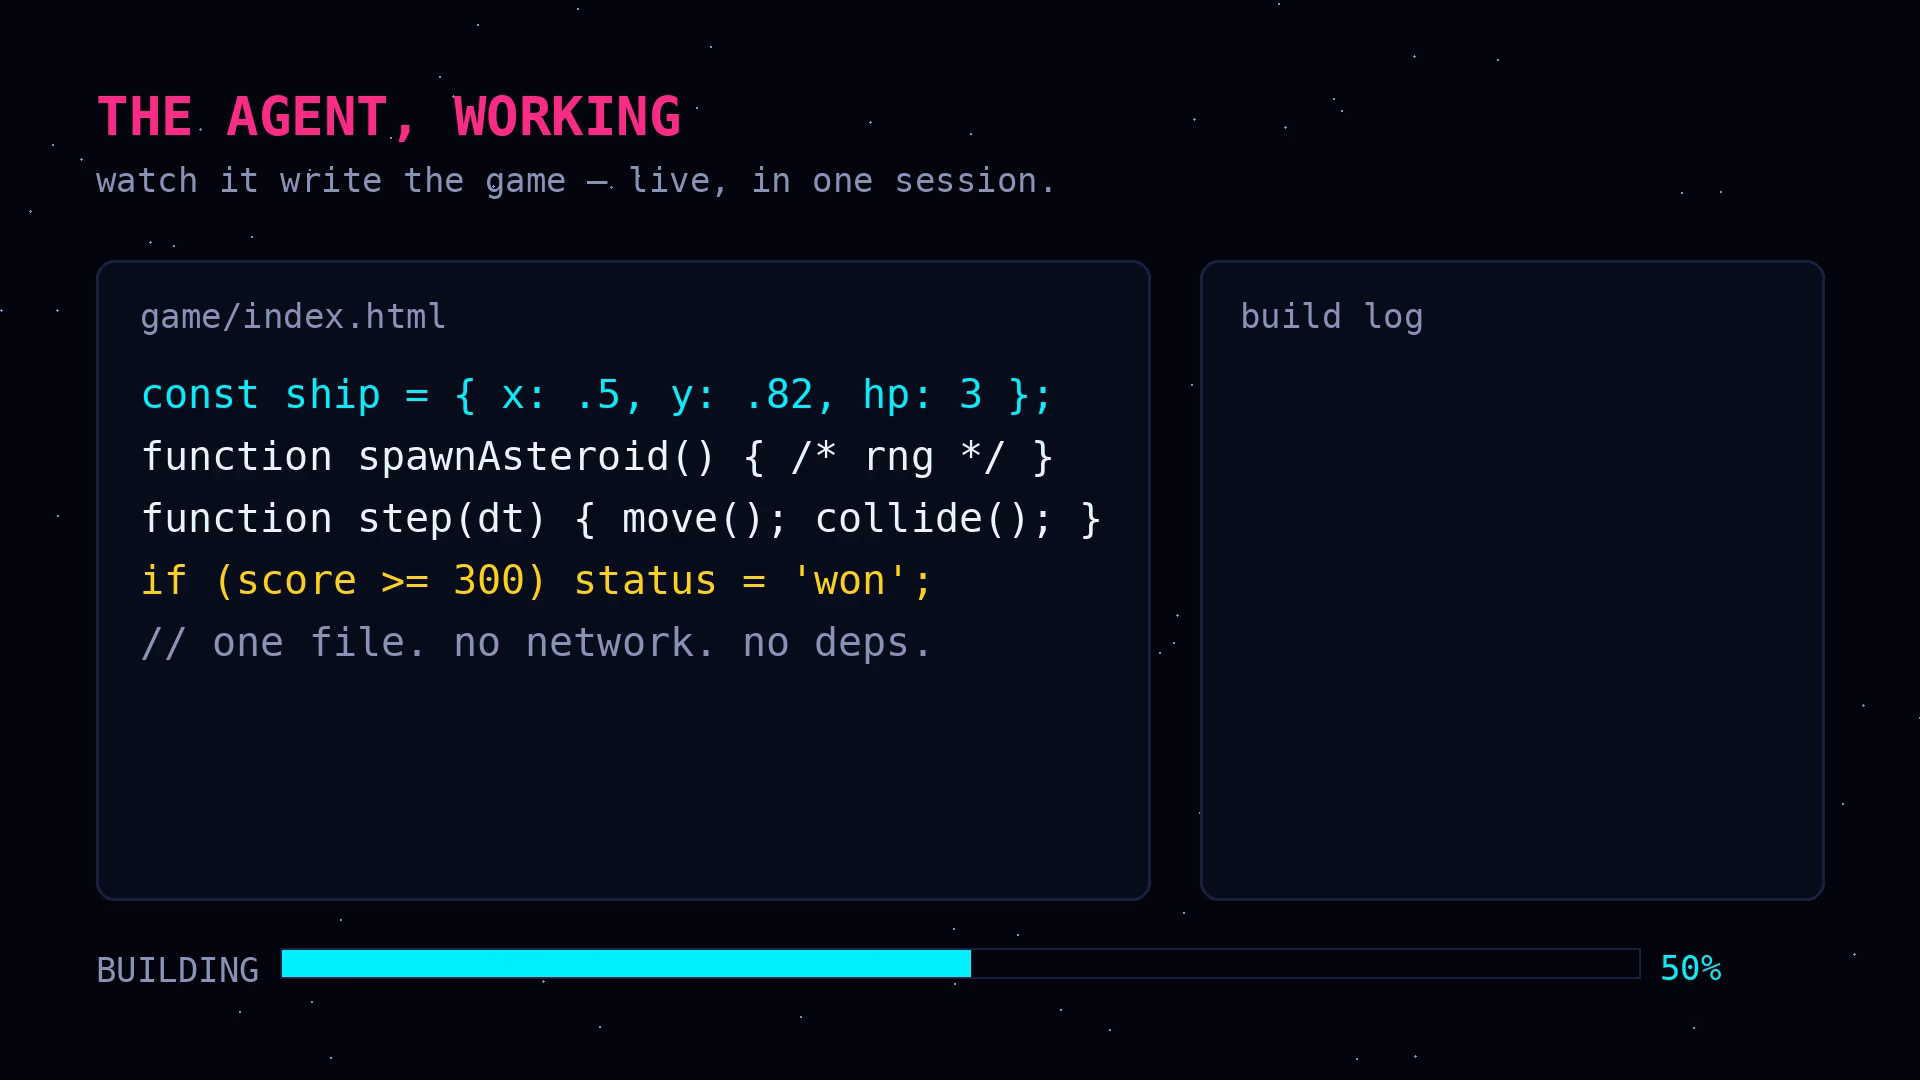 THE AGENT, WORKING
watch it write the game — live, in one session.
game/index.html
const ship = { x: .5, y: .82, hp: 3 };
function spawnAsteroid() { /* rng */ }
function step(dt) { move(); collide(); }
if (score >= 300) status = 'won';
// one file. no network. no deps.
build log
BUILDING
50%